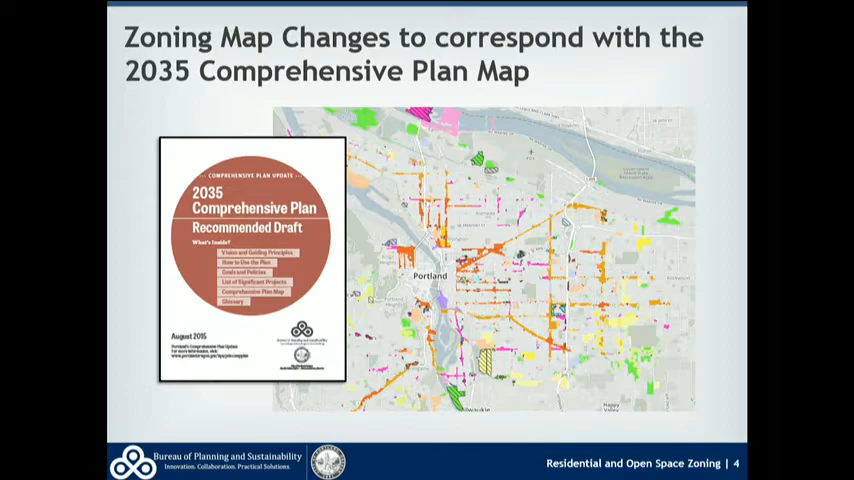 Zoning Map Changes to correspond with the
2035 Comprehensive Plan Map
COMPREHENSIVE PLAN UPDATE
2035
Comprehensive Plan
Recommended Draft
What's Inside?
Vision and Guiding Principles
How to Use the Plan
Goals and Policies
List of Significant Projects
Comprehensive Plan Map
Glossary
August 2015
Portland
Happy
Valley
Bureau of Planning and Sustainability
Innovation. Collaboration. Practical Solutions.
Residential and Open Space Zoning | 4